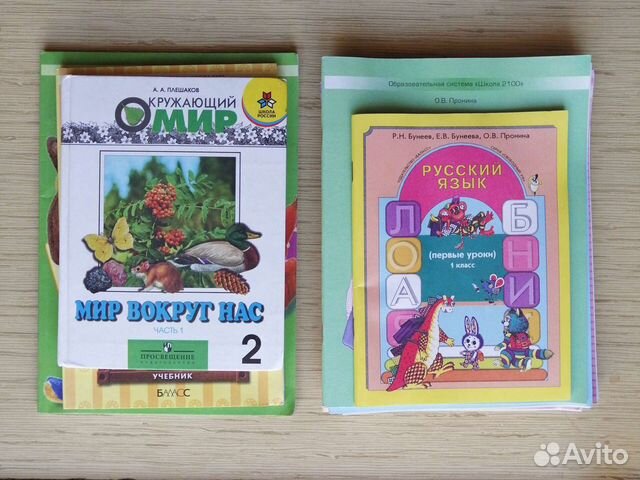 А. А. ПЛЕШАКОВ
ОКРУЖАЮЩИЙ
МИР
ШКОЛА
РОССИИ
МИР ВОКРУГ НАС
ЧАСТЬ 1
ПРОСВЕЩЕНИЕ
ИЗДАТЕЛЬСТВО
2
УЧЕБНИК
БАЛАСС
Образовательная система «Школа 2100»
О.В. Пронина
Р.Н. Бунеев, Е.В. Бунеева, О.В. Пронина
РУССКИЙ
ЯЗЫК
(первые уроки)
1 класс
Л Б
О Н
А И
Avito